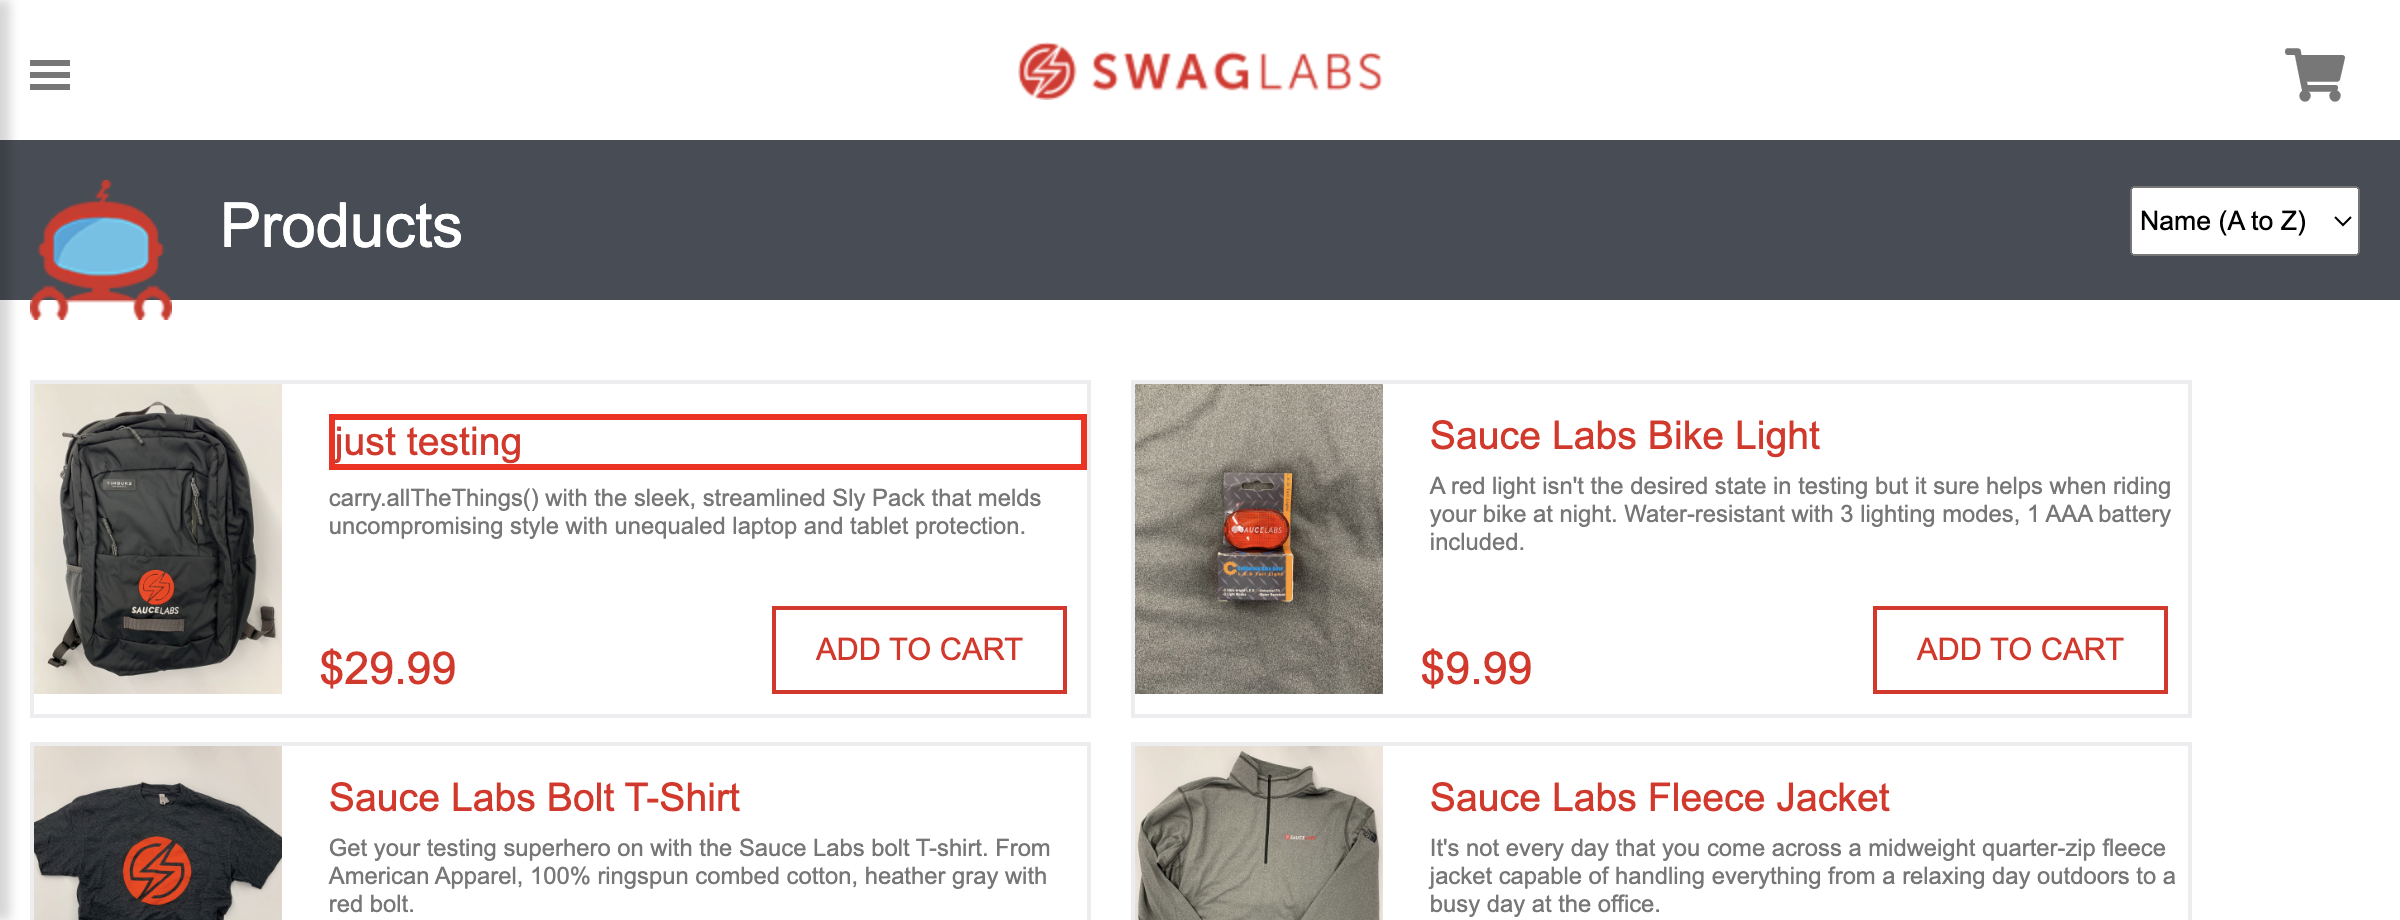 SWAGLABS
Products
Name (A to Z)
just testing
carry.allTheThings() with the sleek, streamlined Sly Pack that melds
uncompromising style with unequaled laptop and tablet protection.
$29.99
ADD TO CART
SAUCELABS
Sauce Labs Bike Light
A red light isn't the desired state in testing but it sure helps when riding
your bike at night. Water-resistant with 3 lighting modes, 1 AAA battery
included.
$9.99
ADD TO CART
SAUCELABS
Sauce Labs Bolt T-Shirt
Get your testing superhero on with the Sauce Labs bolt T-shirt. From
American Apparel, 100% ringspun combed cotton, heather gray with
red bolt.
Sauce Labs Fleece Jacket
It's not every day that you come across a midweight quarter-zip fleece
jacket capable of handling everything from a relaxing day outdoors to a
busy day at the office.